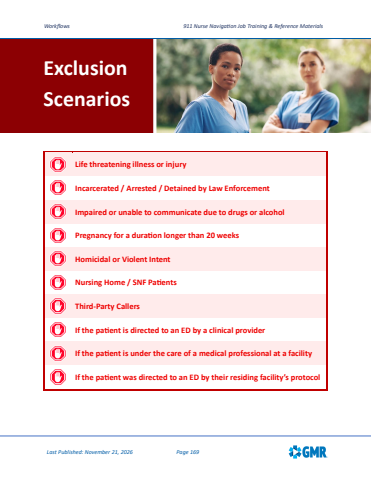 Workflows 911 Nurse Navigation Job Training & Reference Materials
Exclusion
Scenarios
Life threatening illness or injury
Incarcerated / Arrested / Detained by Law Enforcement
Impaired or unable to communicate due to drugs or alcohol
Pregnancy for a duration longer than 20 weeks
Homicidal or Violent Intent
Nursing Home / SNF Patients
Third-Party Callers
If the patient is directed to an ED by a clinical provider
If the patient is under the care of a medical professional at a facility
If the patient was directed to an ED by their residing facility's protocol
Last Published: November 21, 2026 Page 169 GMR